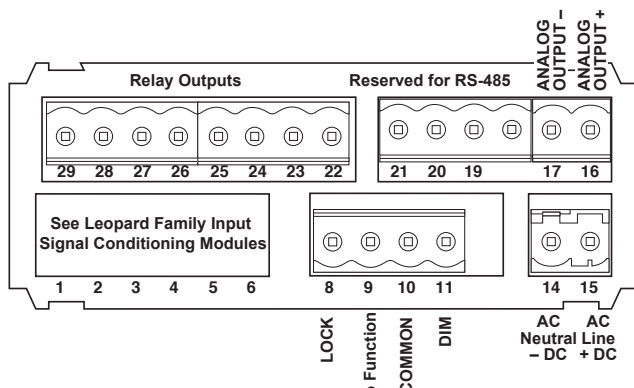 ANALOG
OUTPUT –
ANALOG
OUTPUT +
Relay Outputs
Reserved for RS-485
29 28 27 26 25 24 23 22
21 20 19 17 16
See Leopard Family Input
Signal Conditioning Modules
1 2 3 4 5 6
8 9 10 11
14 15
LOCK
Function
COMMON
DIM
AC AC
Neutral Line
– DC + DC